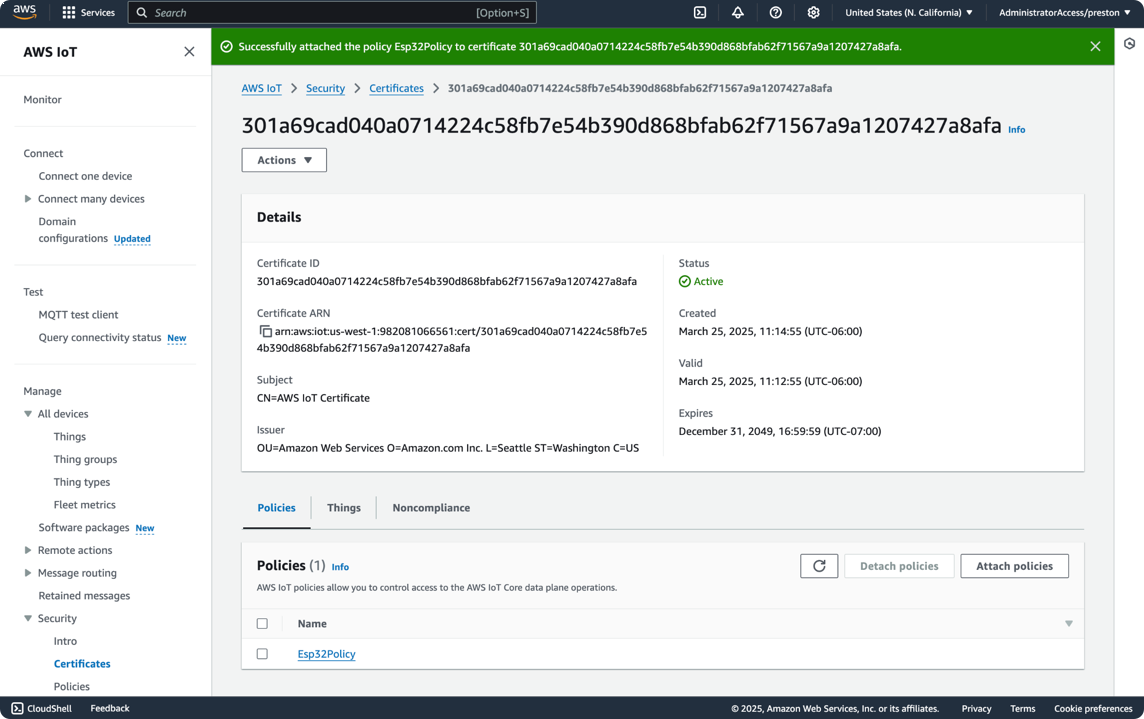 aws
Services
Search
[Option+S]
United States (N. California) ▼
AdministratorAccess/preston ▼
AWS IoT
Monitor
Connect
Connect one device
Connect many devices
Domain
configurations Updated
Test
MQTT test client
Query connectivity status New
Manage
All devices
Things
Thing groups
Thing types
Fleet metrics
Software packages New
Remote actions
Message routing
Retained messages
Security
Intro
Certificates
Policies
Successfully attached the policy Esp32Policy to certificate 301a69cad040a0714224c58fb7e54b390d868bfab62f71567a9a1207427a8afa.
AWS IoT > Security > Certificates > 301a69cad040a0714224c58fb7e54b390d868bfab62f71567a9a1207427a8afa
301a69cad040a0714224c58fb7e54b390d868bfab62f71567a9a1207427a8afa Info
Actions ▼
Details
Certificate ID
301a69cad040a0714224c58fb7e54b390d868bfab62f71567a9a1207427a8afa
Certificate ARN
arn:aws:iot:us-west-1:982081066561:cert/301a69cad040a0714224c58fb7e5
4b390d868bfab62f71567a9a1207427a8afa
Subject
CN=AWS IoT Certificate
Issuer
OU=Amazon Web Services O=Amazon.com Inc. L=Seattle ST=Washington C=US
Status
Active
Created
March 25, 2025, 11:14:55 (UTC-06:00)
Valid
March 25, 2025, 11:12:55 (UTC-06:00)
Expires
December 31, 2049, 16:59:59 (UTC-07:00)
Policies
Things
Noncompliance
Policies (1) Info
AWS IoT policies allow you to control access to the AWS IoT Core data plane operations.
Detach policies
Attach policies
Name
Esp32Policy
CloudShell
Feedback
© 2025, Amazon Web Services, Inc. or its affiliates.
Privacy
Terms
Cookie preferences